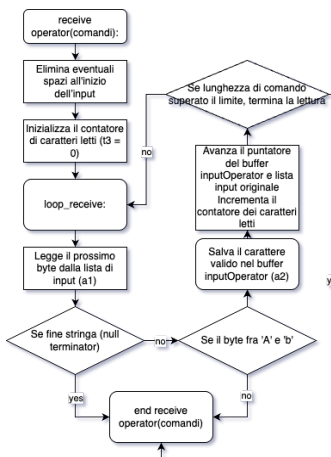 receive
operator(comandi):
Elimina eventuali
spazi all'inizio
dell'input
Inizializza il contatore
di caratteri letti (t3 =
0)
loop_receive:
Legge il prossimo
byte dalla lista di
input (a1)
Se fine stringa (null
terminator)
yes
no
Se il byte fra 'A' e 'b'
no
Salva il carattere
valido nel buffer
inputOperator (a2)
Avanza il puntatore
del buffer
inputOperator e lista
input originale
Incrementa il
contatore dei caratteri
letti
Se lunghezza di comando
superato il limite, termina la lettura
no
end receive
operator(comandi)